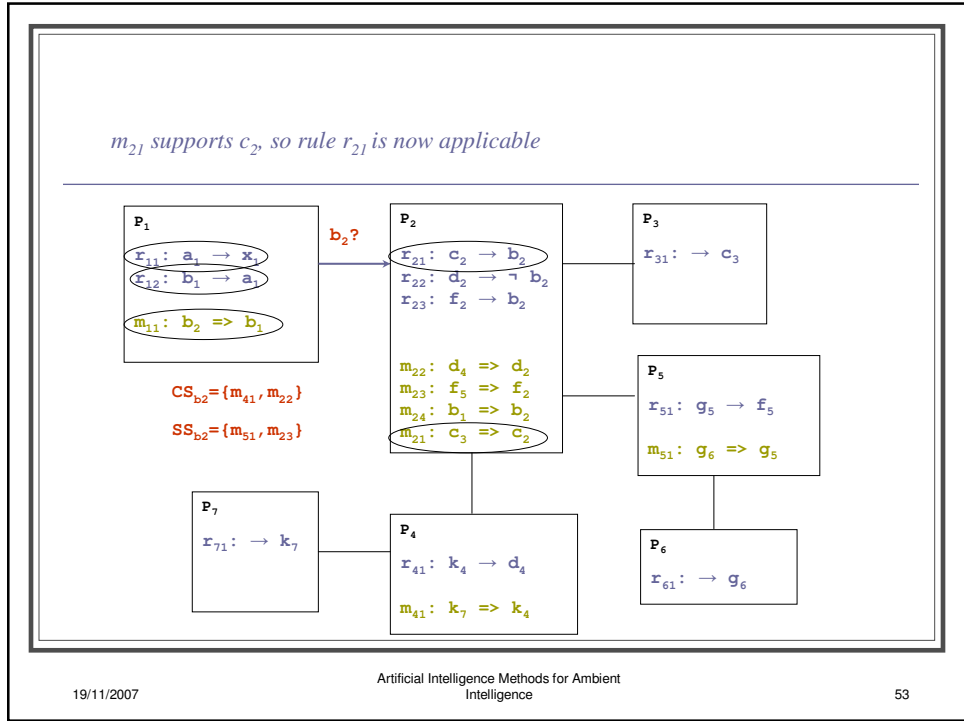 m₂₁ supports c₂, so rule r₂₁ is now applicable
P₁
r₁₁: a₁ → x₁
r₁₂: b₁ → a₁
m₁₁: b₂ => b₁
b₂?
P₂
r₂₁: c₂ → b₂
r₂₂: d₂ → ¬ b₂
r₂₃: f₂ → b₂
m₂₂: d₄ => d₂
m₂₃: f₅ => f₂
m₂₄: b₁ => b₂
m₂₁: c₃ => c₂
P₃
r₃₁: → c₃
CS_b2={m₄₁,m₂₂}
SS_b2={m₅₁,m₂₃}
P₅
r₅₁: g₅ → f₅
m₅₁: g₆ => g₅
P₇
r₇₁: → k₇
P₄
r₄₁: k₄ → d₄
m₄₁: k₇ => k₄
P₆
r₆₁: → g₆
19/11/2007
Artificial Intelligence Methods for Ambient
Intelligence
53